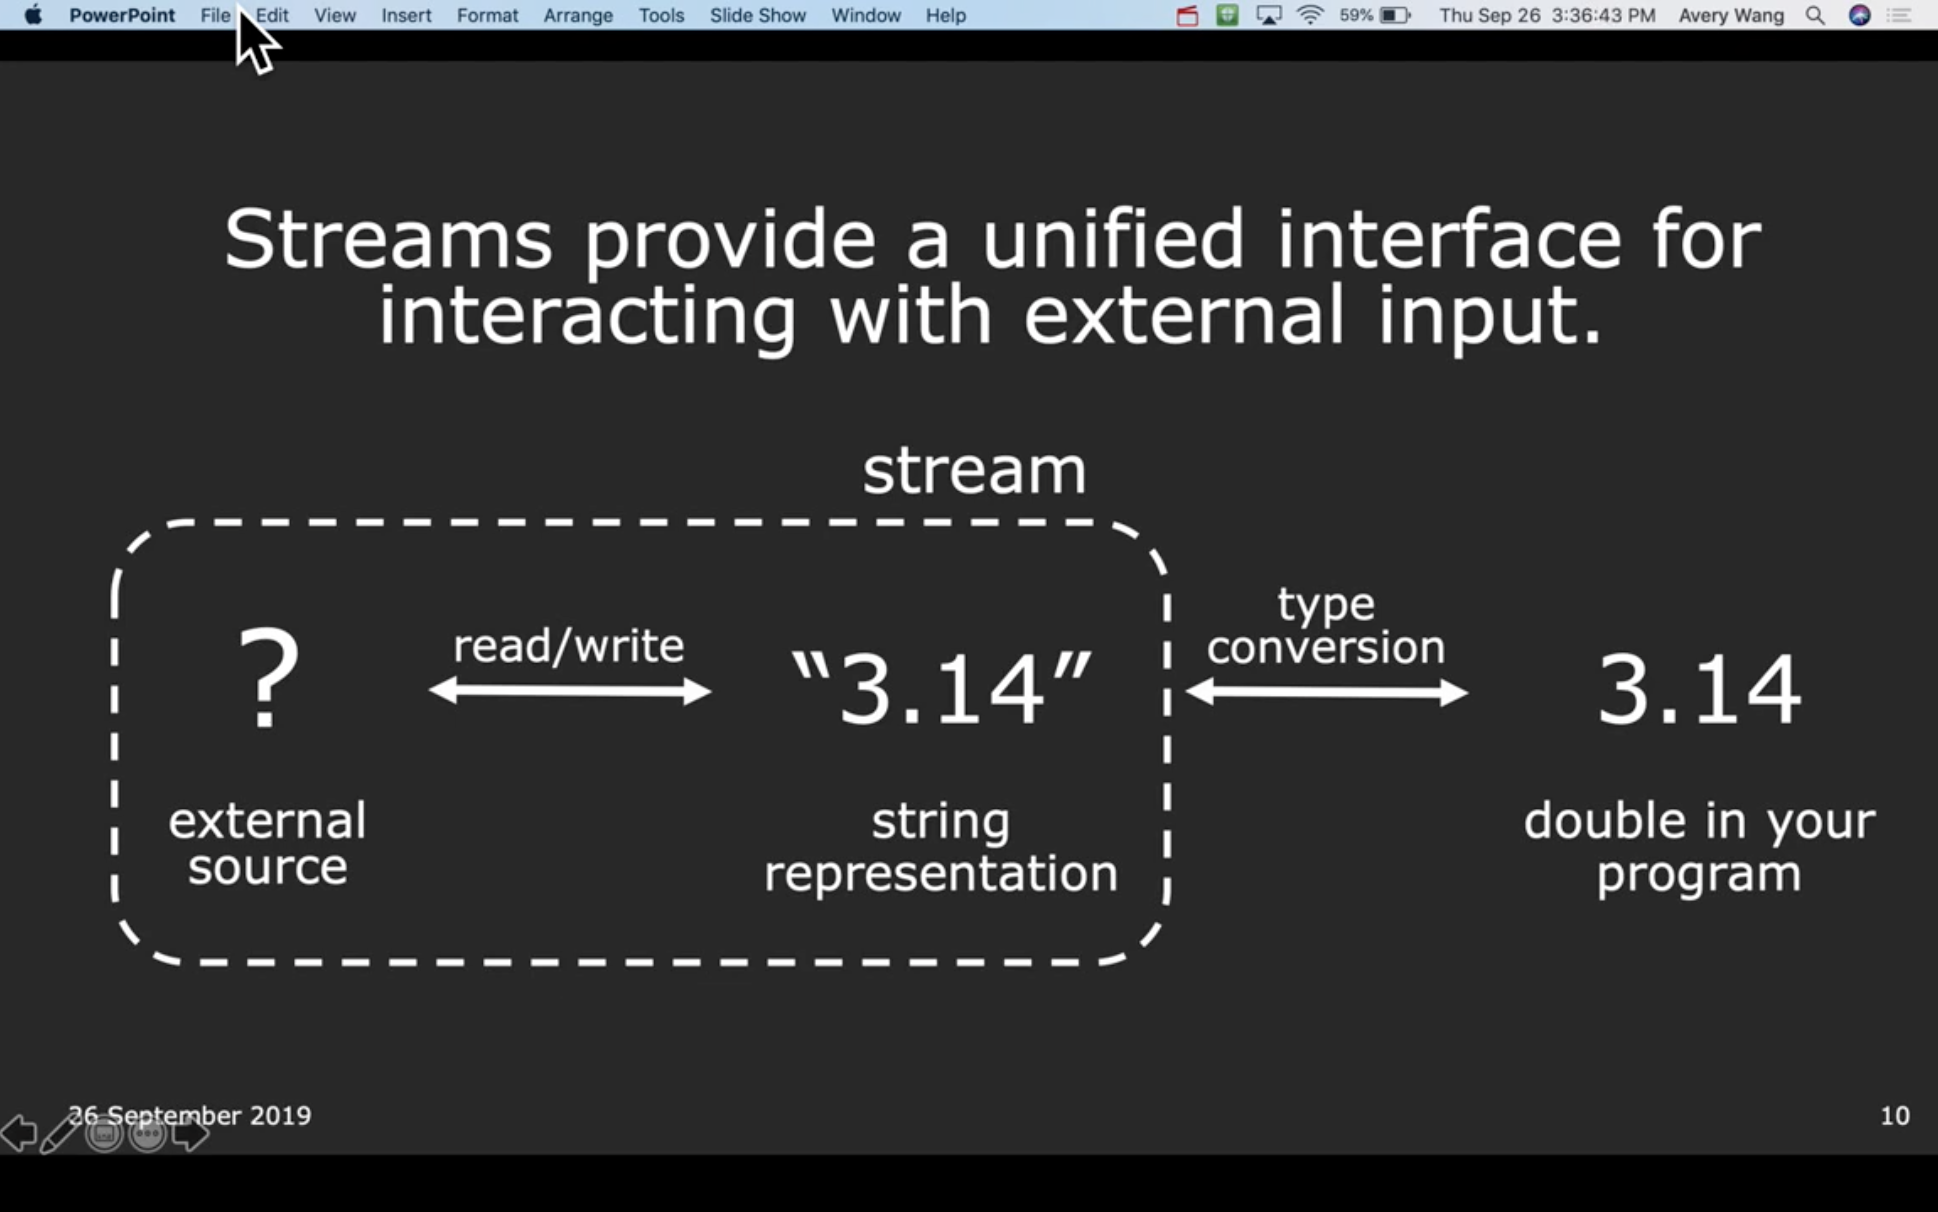 PowerPoint File Edit View Insert Format Arrange Tools Slide Show Window Help 59% Thu Sep 26 3:36:43 PM Avery Wang
Streams provide a unified interface for
interacting with external input.
stream
type
conversion
read/write
? “3.14” 3.14
external
source
string
representation
double in your
program
26 September 2019
10